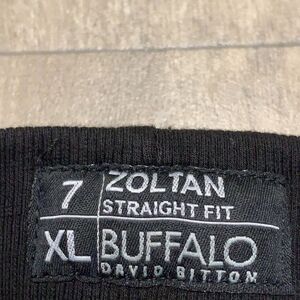 7
ZOLTAN
STRAIGHT FIT
XL
BUFFALO
DAVID BITTON